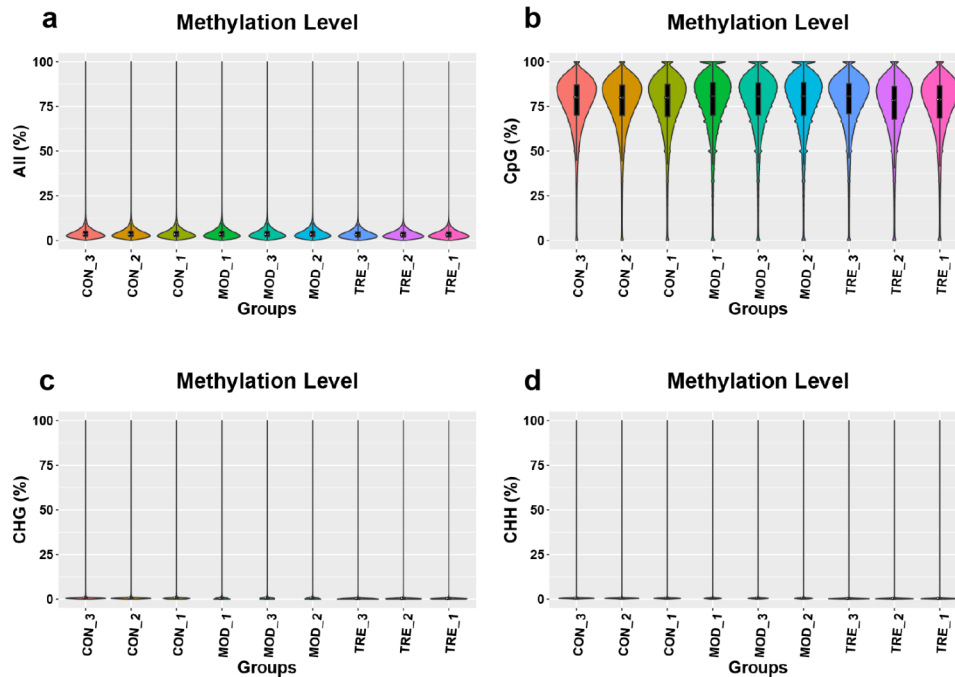 a
Methylation Level
All (%)
100
75
50
25
0
CON_3
CON_2
CON_1
MOD_1
MOD_3
MOD_2
TRE_3
TRE_2
TRE_1
Groups
b
Methylation Level
CpG (%)
100
75
50
25
0
CON_3
CON_2
CON_1
MOD_1
MOD_3
MOD_2
TRE_3
TRE_2
TRE_1
Groups
c
Methylation Level
CHG (%)
100
75
50
25
0
CON_3
CON_2
CON_1
MOD_1
MOD_3
MOD_2
TRE_3
TRE_2
TRE_1
Groups
d
Methylation Level
CHH (%)
100
75
50
25
0
CON_3
CON_2
CON_1
MOD_1
MOD_3
MOD_2
TRE_3
TRE_2
TRE_1
Groups